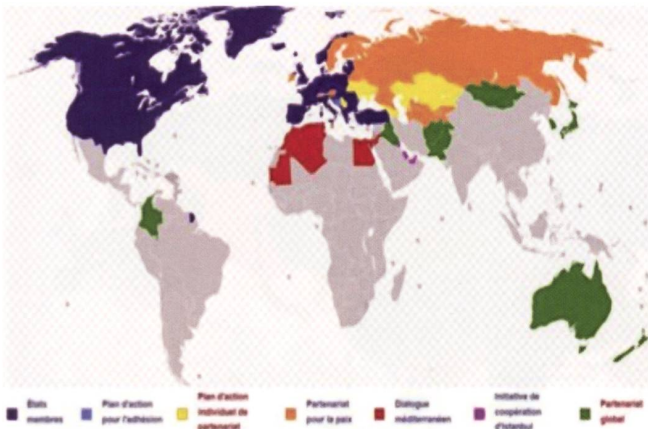 États
membres
Plan d'action
pour l'adhésion
Plan d'action
individuel de
partenariat
Partenariat
pour la paix
Dialogue
méditerranéen
Initiative de
coopération
d'Istanbul
Partenariat
global